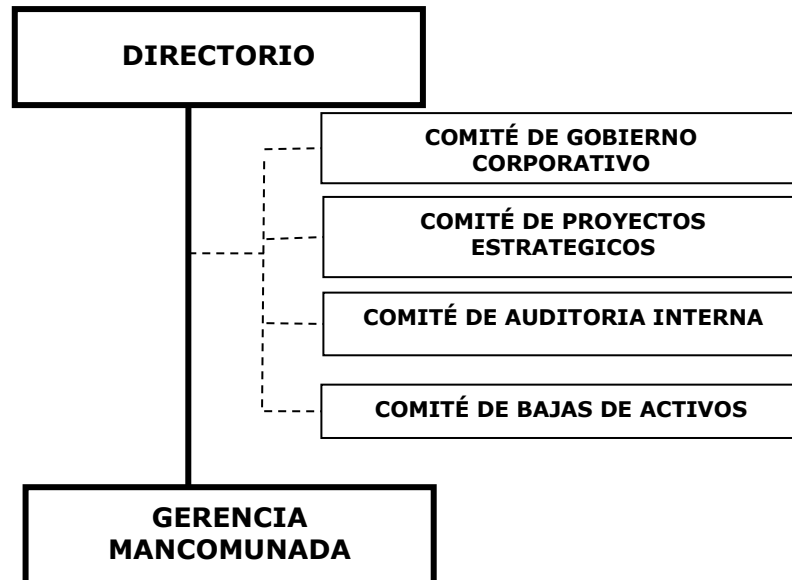 DIRECTORIO
COMITÉ DE GOBIERNO
CORPORATIVO
COMITÉ DE PROYECTOS
ESTRATEGICOS
COMITÉ DE AUDITORIA INTERNA
COMITÉ DE BAJAS DE ACTIVOS
GERENCIA
MANCOMUNADA